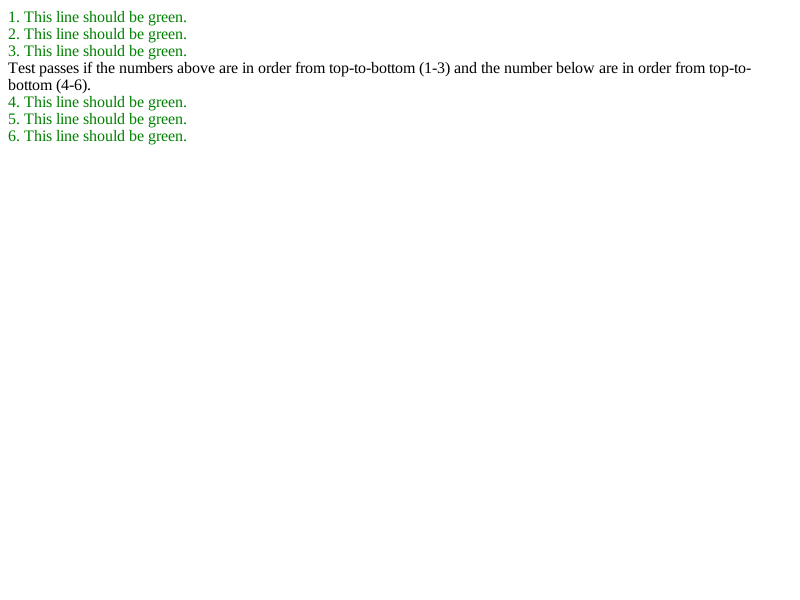 1. This line should be green.
2. This line should be green.
3. This line should be green.
Test passes if the numbers above are in order from top-to-bottom (1-3) and the number below are in order from top-to-
bottom (4-6).
4. This line should be green.
5. This line should be green.
6. This line should be green.